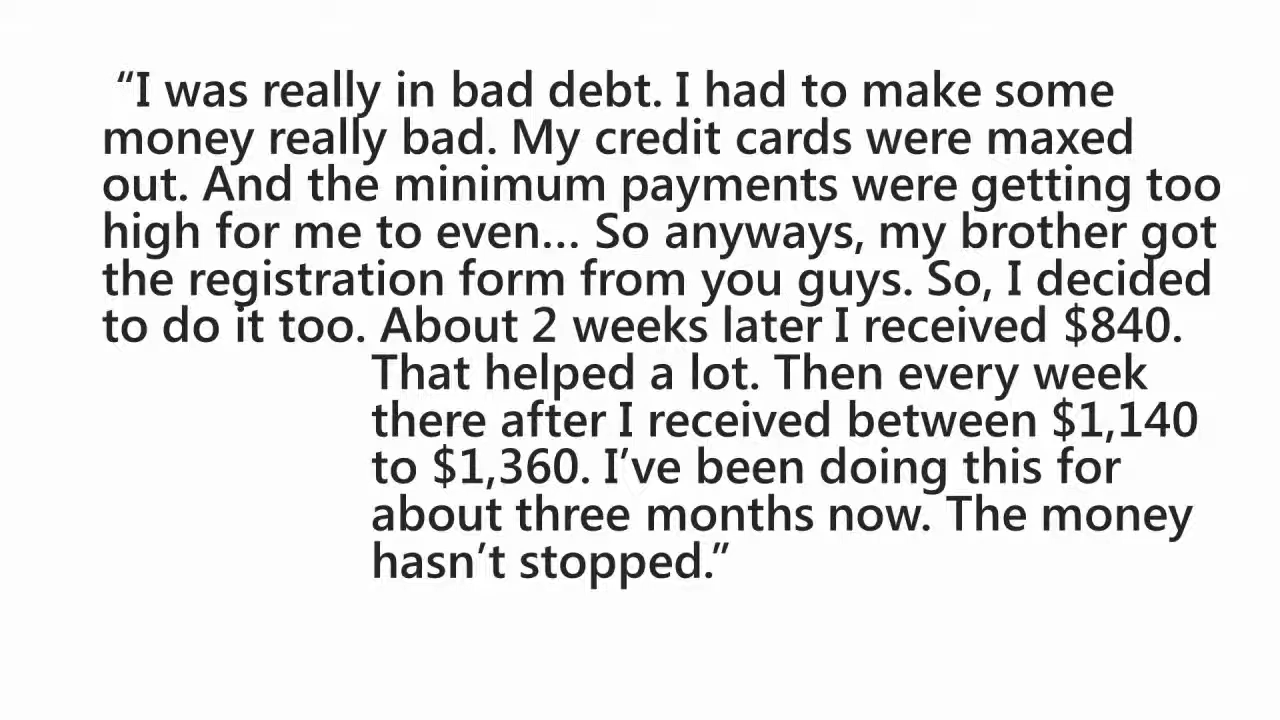 “I was really in bad debt. I had to make some
money really bad. My credit cards were maxed
out. And the minimum payments were getting too
high for me to even... So anyways, my brother got
the registration form from you guys. So, I decided
to do it too. About 2 weeks later I received $840.
That helped a lot. Then every week
there after I received between $1,140
to $1,360. I’ve been doing this for
about three months now. The money
hasn’t stopped.”